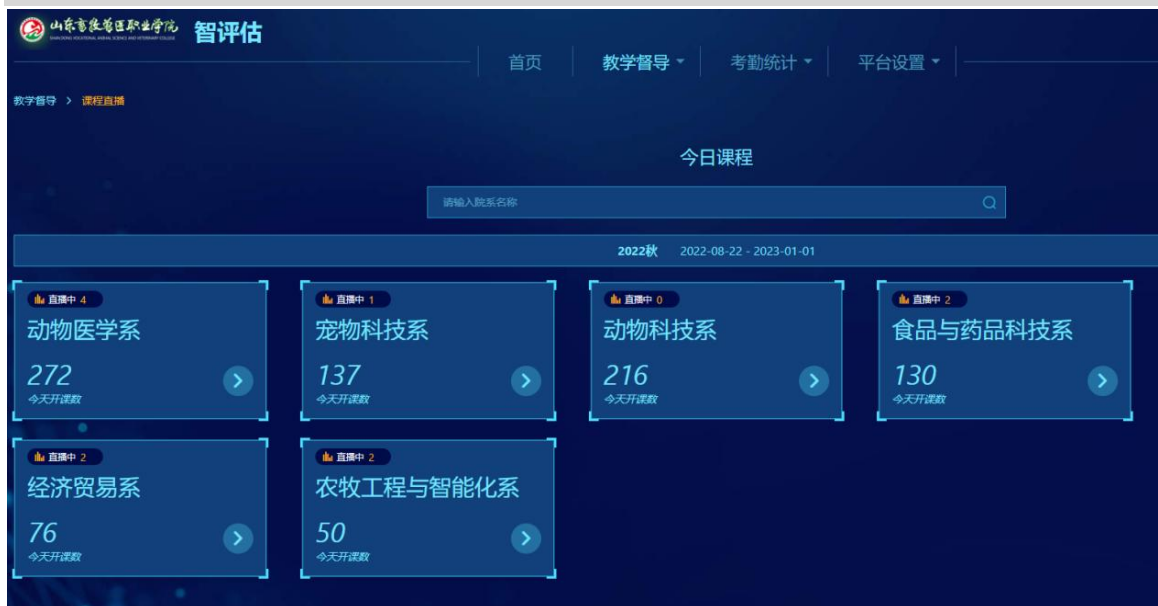 山东畜牧兽医职业学院 智评估
SHANDONG VOCATIONAL ANIMAL SCIENCE AND VETERINARY COLLEGE
首页 教学督导 考勤统计 平台设置
教学督导 > 课程直播
今日课程
请输入院系名称
2022秋 2022-08-22 - 2023-01-01
直播中 4
动物医学系
272
今天开课数
直播中 1
宠物科技系
137
今天开课数
直播中 0
动物科技系
216
今天开课数
直播中 2
食品与药品科技系
130
今天开课数
直播中 2
经济贸易系
76
今天开课数
直播中 2
农牧工程与智能化系
50
今天开课数